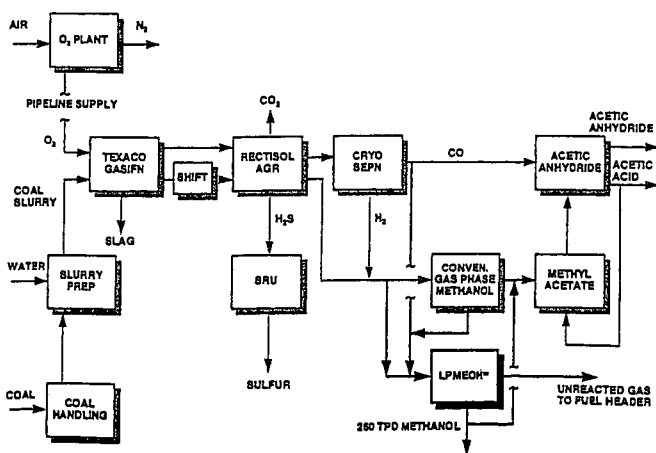 AIR
O₂ PLANT
N₂
PIPELINE SUPPLY
O₂
COAL
SLURRY
TEXACO
GASIFN
SHIFT
SLAG
CO₂
RECTISOL
AGR
H₂S
CRYO
SEPN
H₂
CO
ACETIC
ANHYDRIDE
ACETIC
ANHYDRIDE
ACETIC
ACID
WATER
SLURRY
PREP
SRU
SULFUR
CONVEN.
GAS PHASE
METHANOL
METHYL
ACETATE
COAL
COAL
HANDLING
LPMEOH™
UNREACTED GAS
TO FUEL HEADER
260 TPD METHANOL